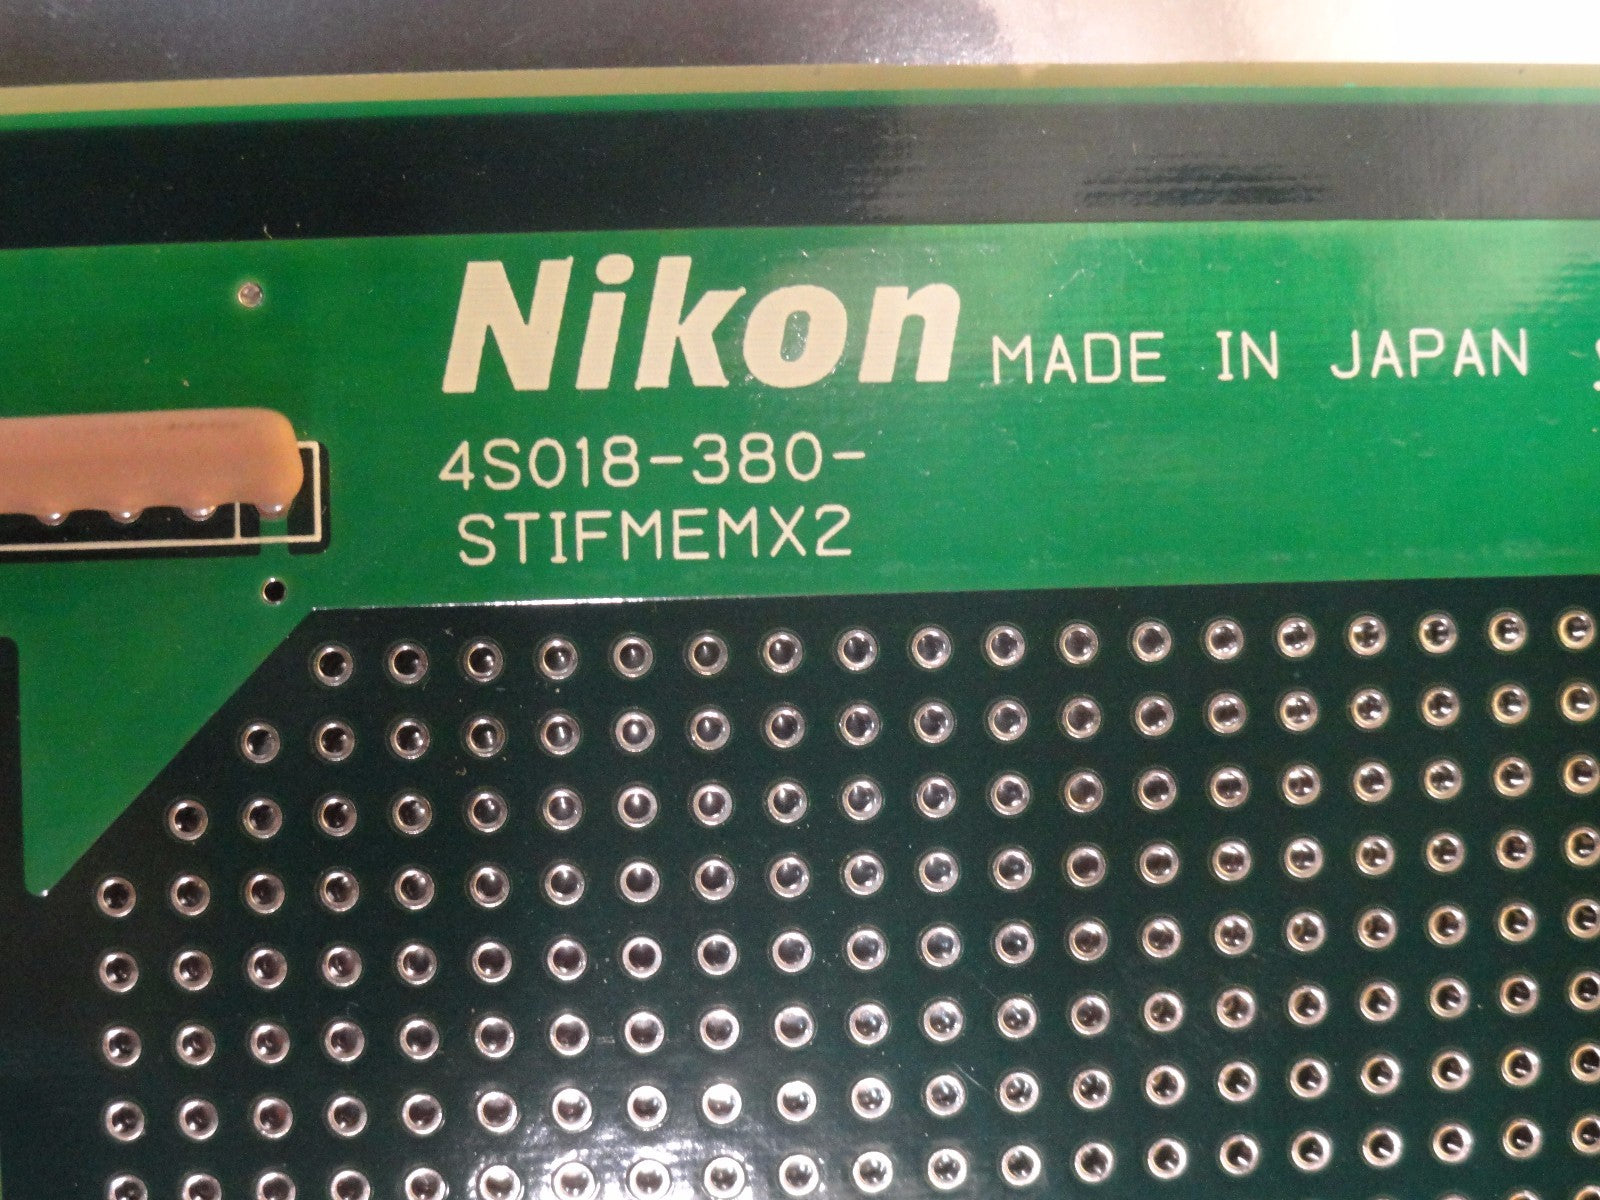 Nikon MADE IN JAPAN
4S018-380-
STIFMEMX2